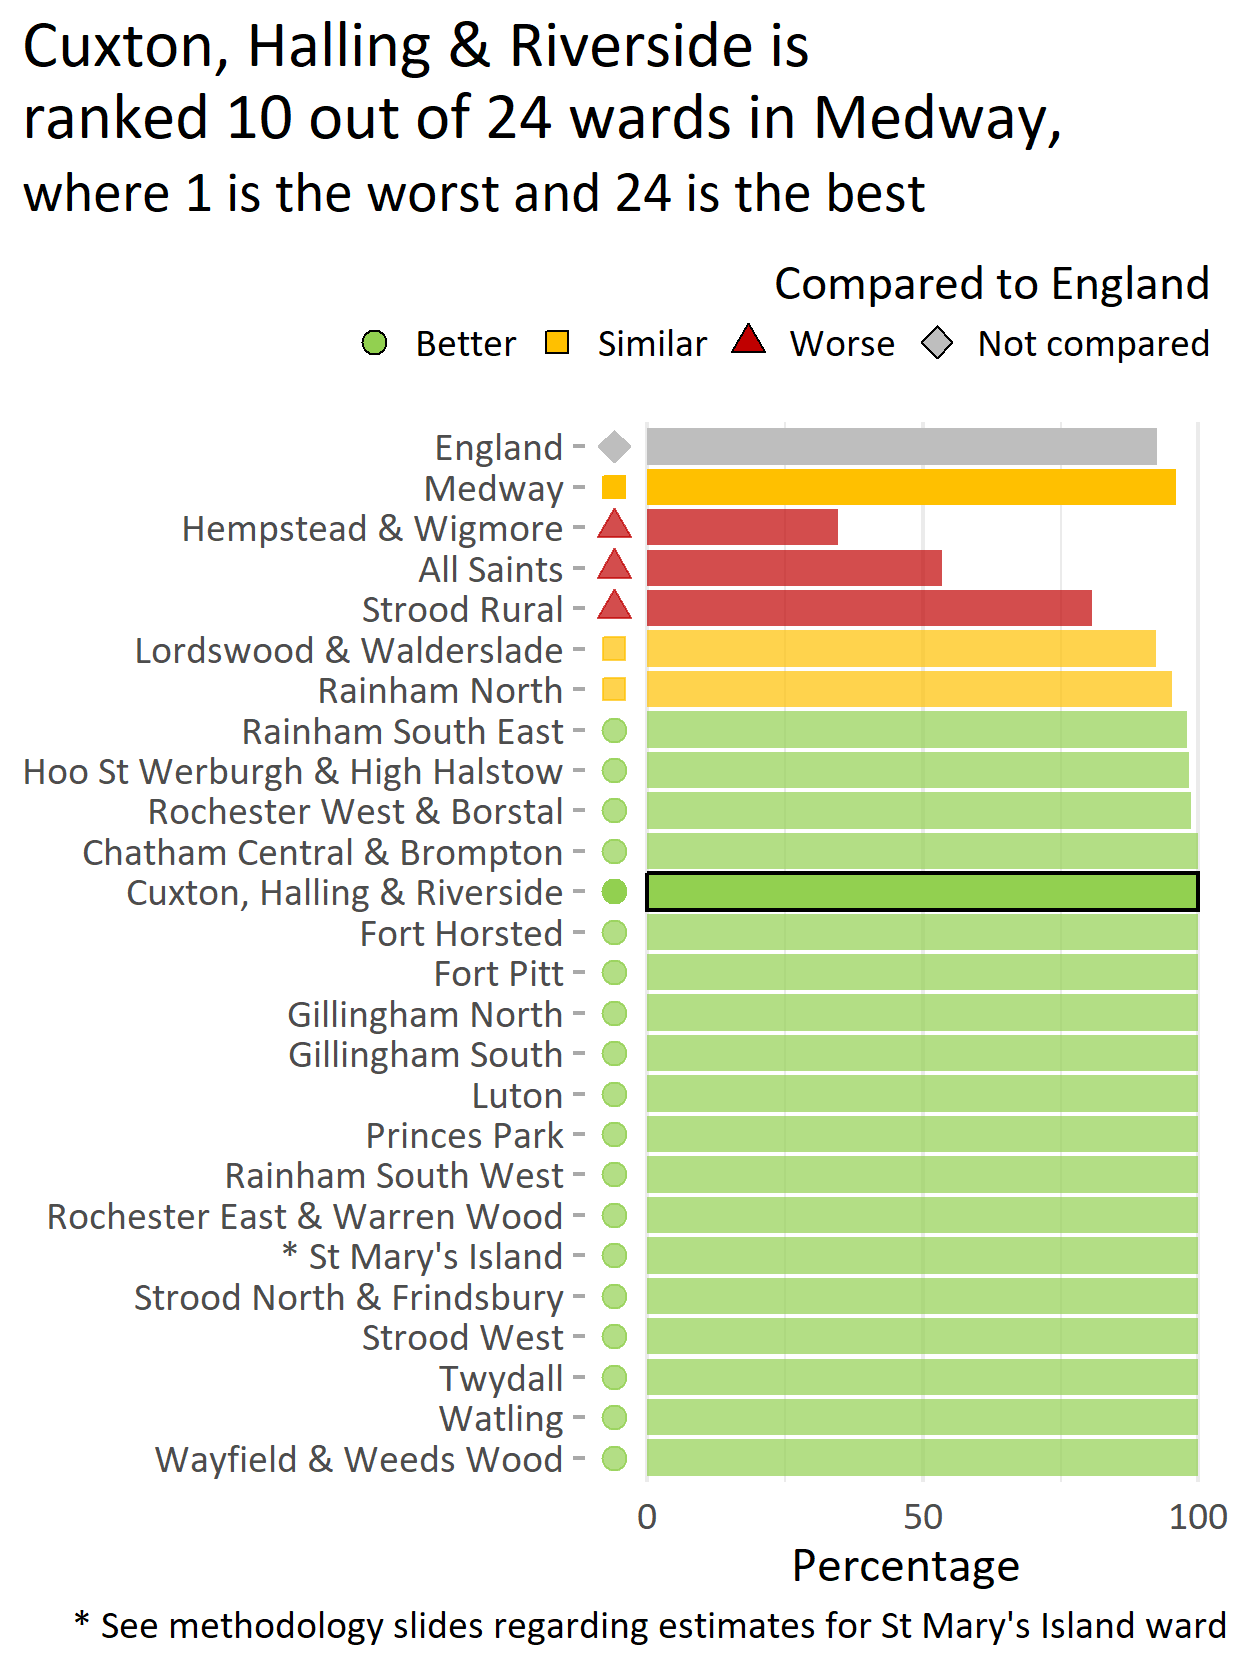 Cuxton, Halling & Riverside is
ranked 10 out of 24 wards in Medway,
where 1 is the worst and 24 is the best
Compared to England
Better Similar Worse Not compared
England
Medway
Hempstead & Wigmore
All Saints
Strood Rural
Lordswood & Walderslade
Rainham North
Rainham South East
Hoo St Werburgh & High Halstow
Rochester West & Borstal
Chatham Central & Brompton
Cuxton, Halling & Riverside
Fort Horsted
Fort Pitt
Gillingham North
Gillingham South
Luton
Princes Park
Rainham South West
Rochester East & Warren Wood
* St Mary's Island
Strood North & Frindsbury
Strood West
Twydall
Watling
Wayfield & Weeds Wood
0 50 100
Percentage
* See methodology slides regarding estimates for St Mary's Island ward